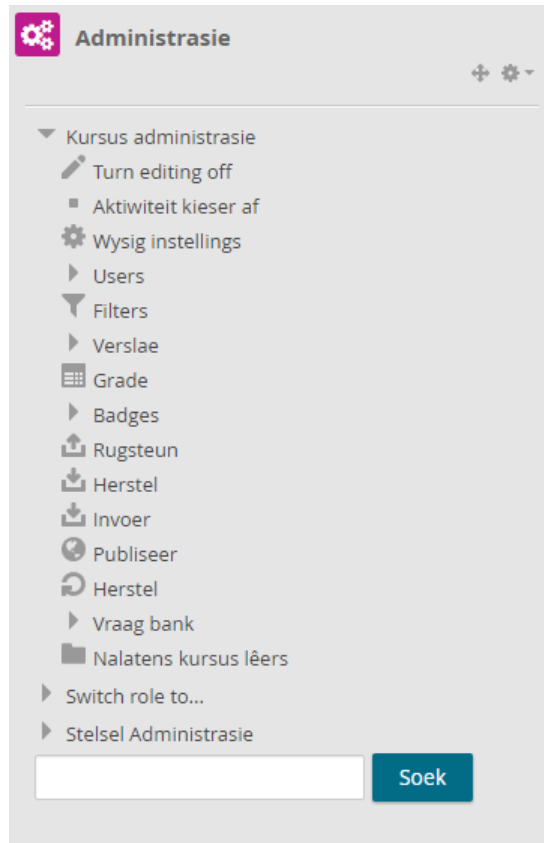 Administrasie
Kursus administrasie
Turn editing off
Aktiwiteit kieser af
Wysig instellings
Users
Filters
Verslae
Grade
Badges
Rugsteun
Herstel
Invoer
Publiseer
Herstel
Vraag bank
Nalatens kursus lêers
Switch role to...
Stelsel Administrasie
Soek